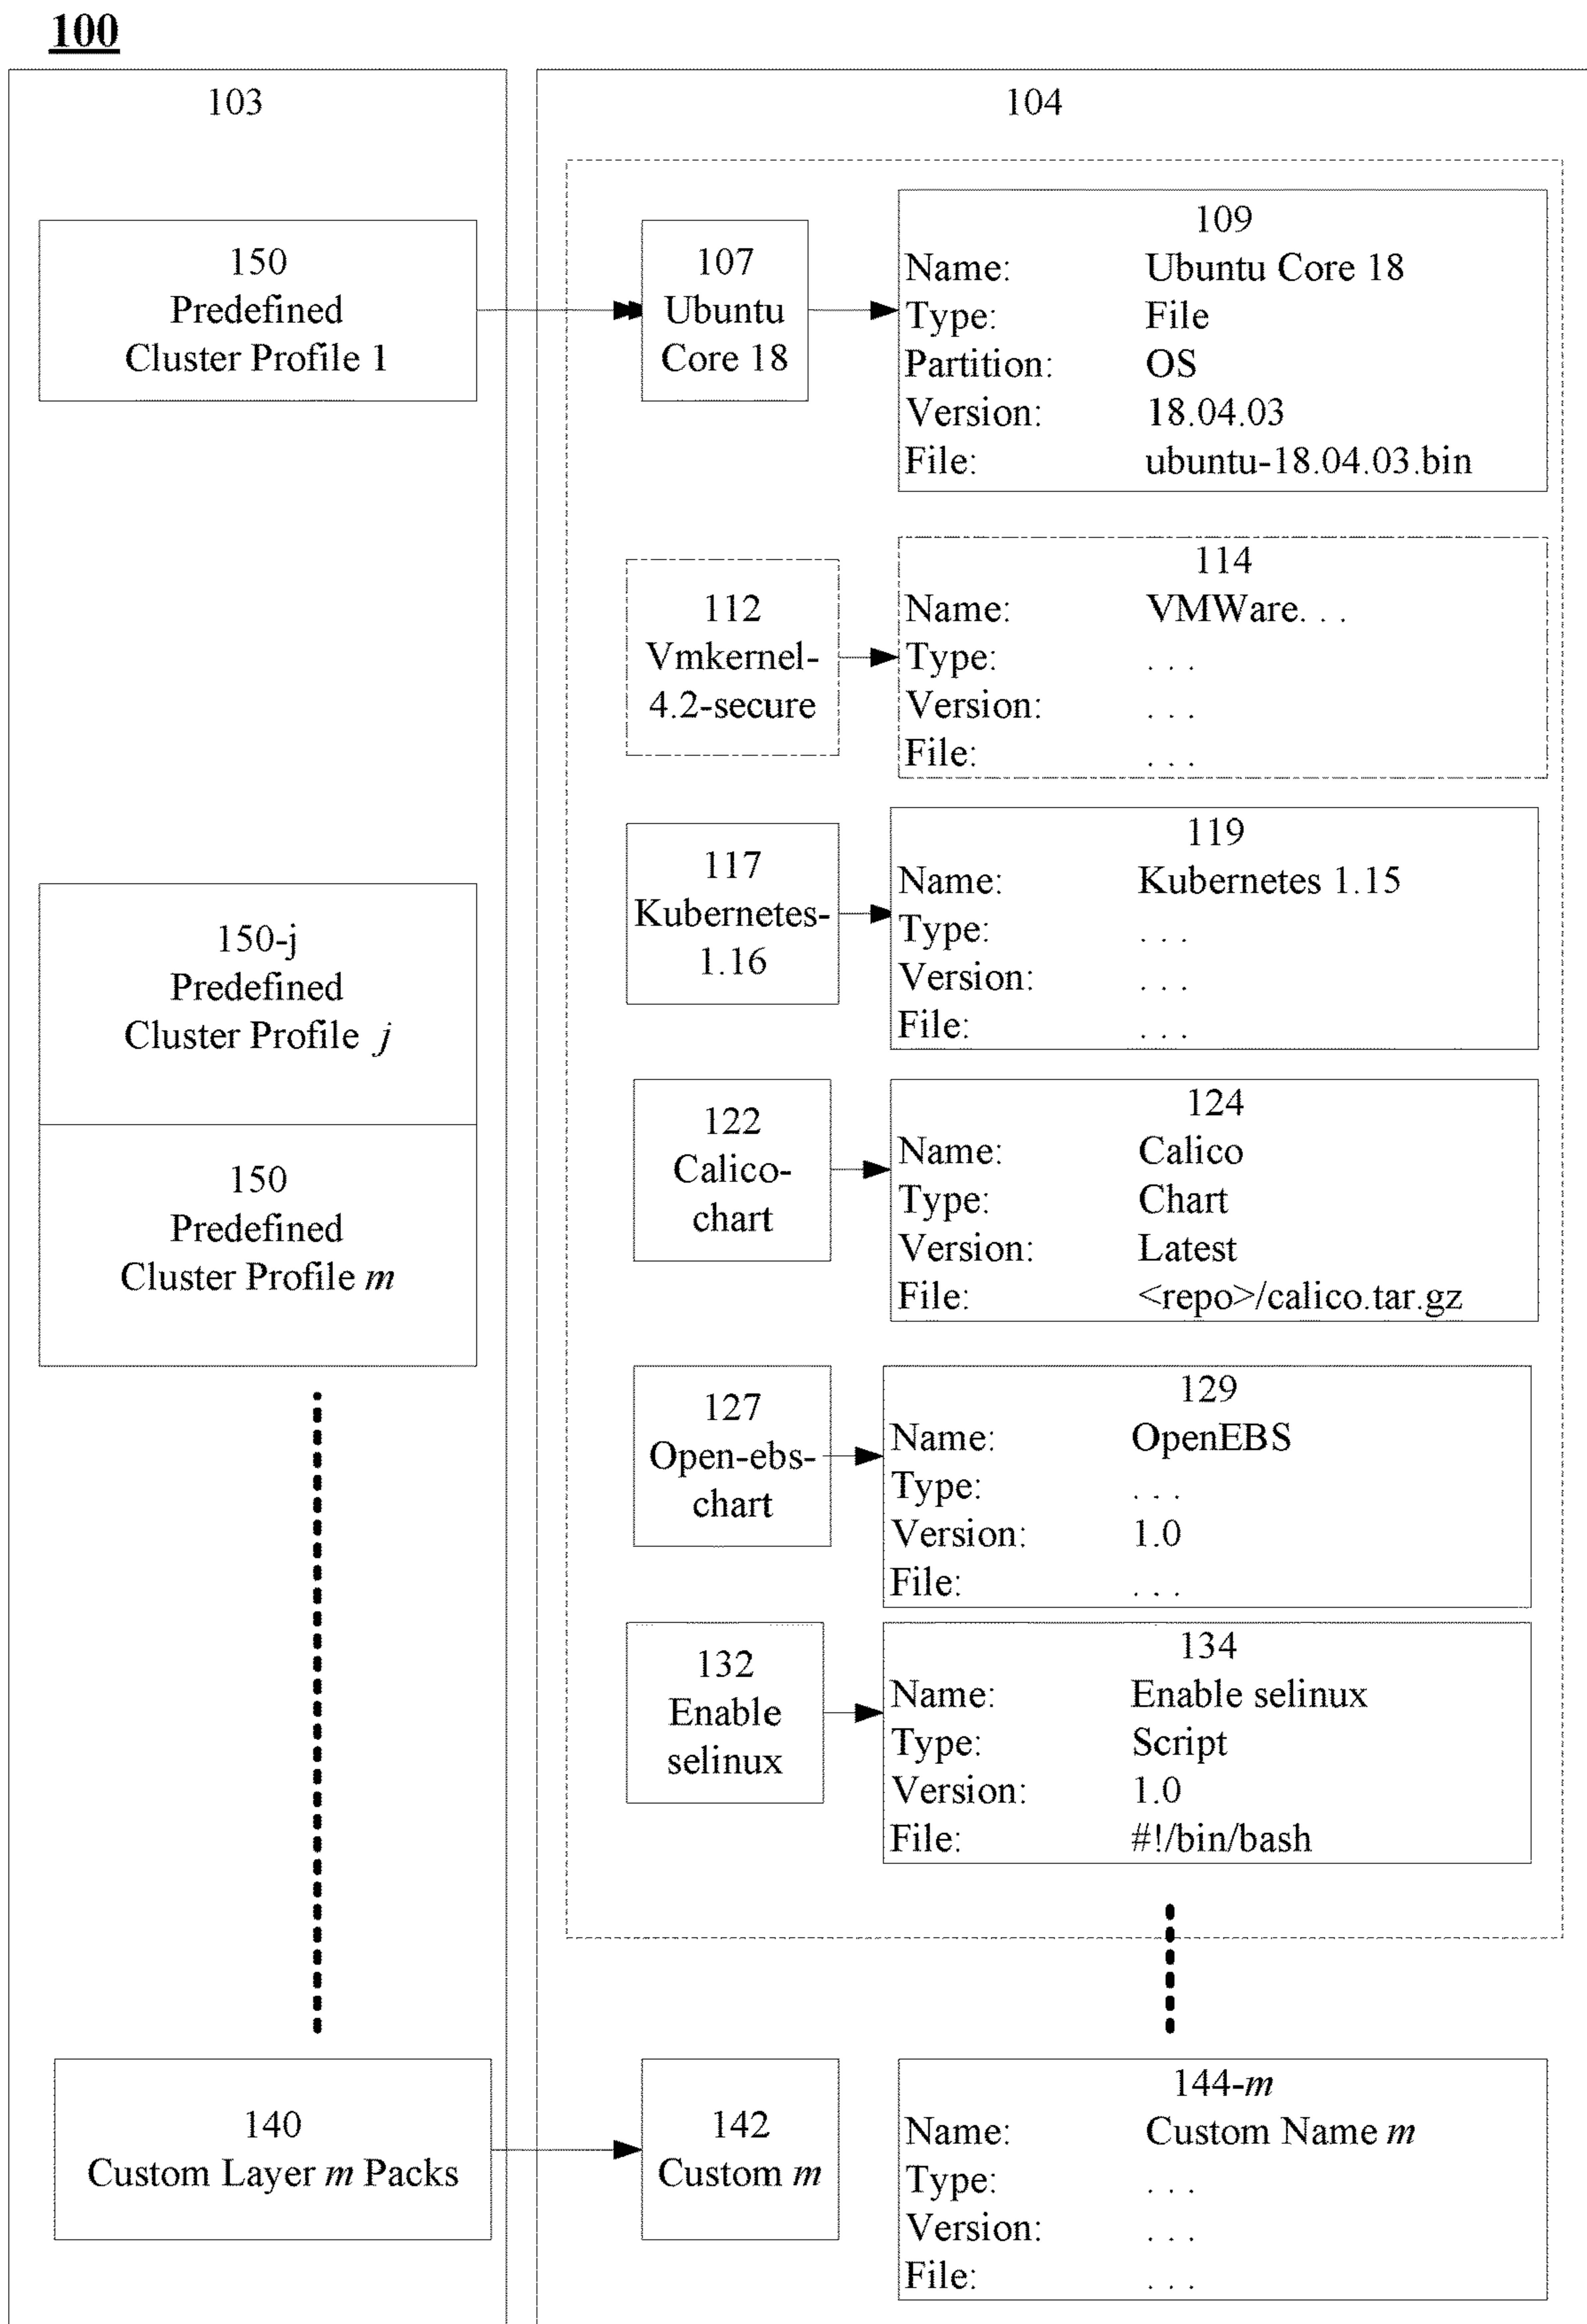 100
103
104
150
Predefined
Cluster Profile 1
107
Ubuntu
Core 18
109
Name: Ubuntu Core 18
Type: File
Partition: OS
Version: 18.04.03
File: ubuntu-18.04.03.bin
112
Vmkernel-
4.2-secure
114
Name: VMWare. . .
Type: . . .
Version: . . .
File: . . .
117
Kubernetes-
1.16
119
Name: Kubernetes 1.15
Type: . . .
Version: . . .
File: . . .
150-j
Predefined
Cluster Profile j
122
Calico-
chart
124
Name: Calico
Type: Chart
Version: Latest
File: <repo>/calico.tar.gz
150
Predefined
Cluster Profile m
127
Open-ebs-
chart
129
Name: OpenEBS
Type: . . .
Version: 1.0
File: . . .
132
Enable
selinux
134
Name: Enable selinux
Type: Script
Version: 1.0
File: #!/bin/bash
140
Custom Layer m Packs
142
Custom m
144-m
Name: Custom Name m
Type: . . .
Version: . . .
File: . . .